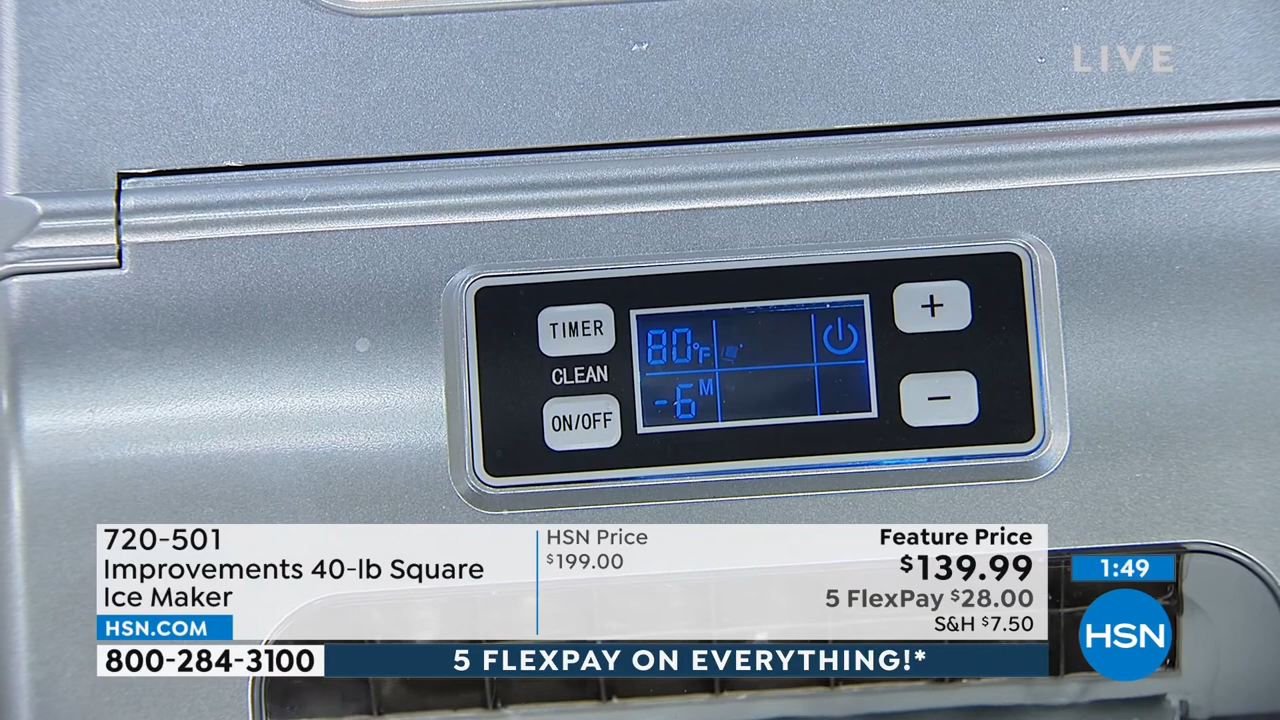 LIVE
TIMER
CLEAN
ON/OFF
80°F
-6 M
+
-
720-501
Improvements 40-lb Square
Ice Maker
HSN.COM
HSN Price
$199.00
Feature Price
$139.99
5 FlexPay $28.00
S&H $7.50
1:49
HSN
800-284-3100
5 FLEXPAY ON EVERYTHING!*